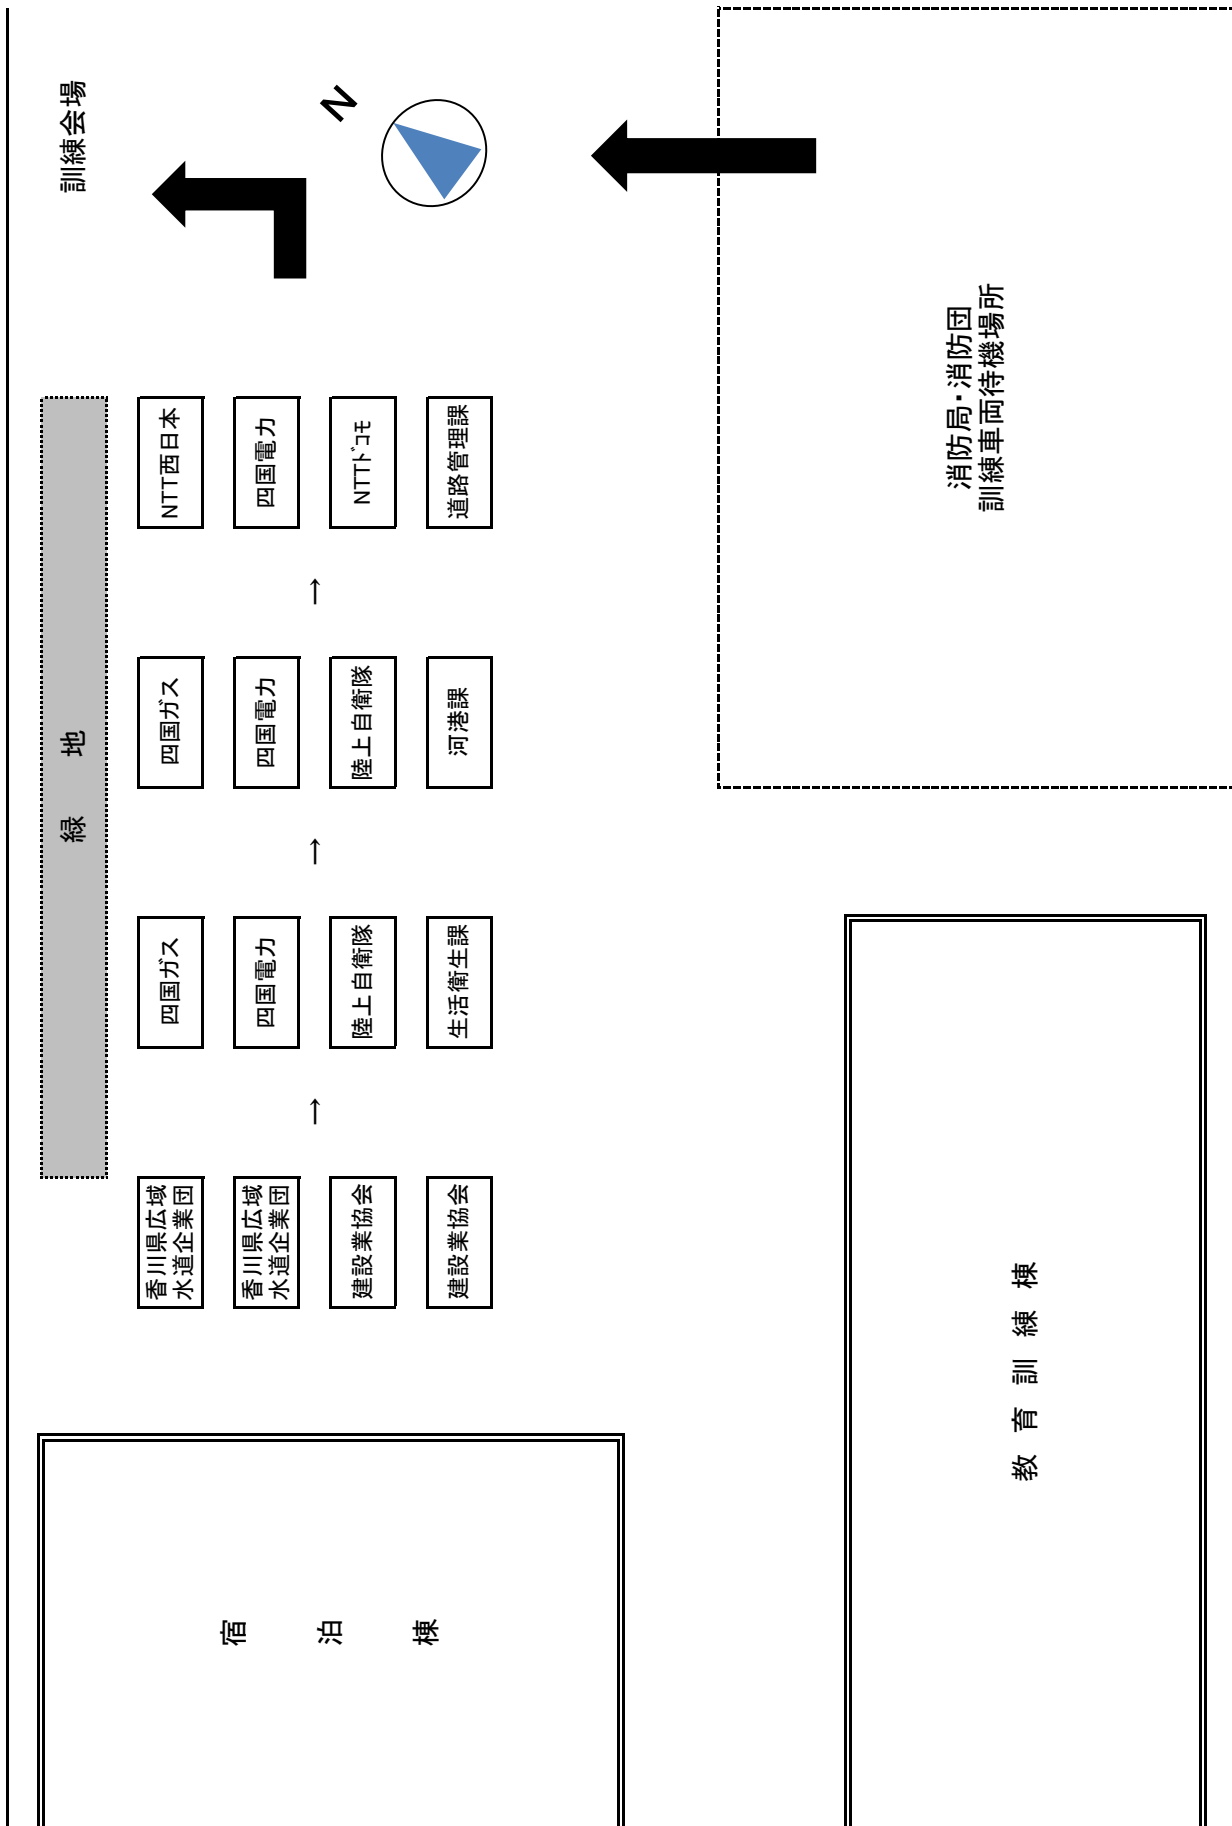 緑 地
訓練会場
香川県広域
水道企業団
四国ガス
四国ガス
NTT西日本
香川県広域
水道企業団
四国電力
四国電力
四国電力
N
建設業協会
陸上自衛隊
陸上自衛隊
NTTﾄﾞｺﾓ
建設業協会
生活衛生課
河港課
道路管理課
宿泊棟
消防局・消防団
訓練車両待機場所
教育訓練棟